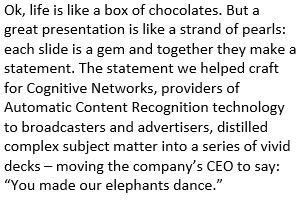 Ok, life is like a box of chocolates. But a
great presentation is like a strand of pearls:
each slide is a gem and together they make a
statement. The statement we helped craft
for Cognitive Networks, providers of
Automatic Content Recognition technology
to broadcasters and advertisers, distilled
complex subject matter into a series of vivid
decks – moving the company’s CEO to say:
“You made our elephants dance.”